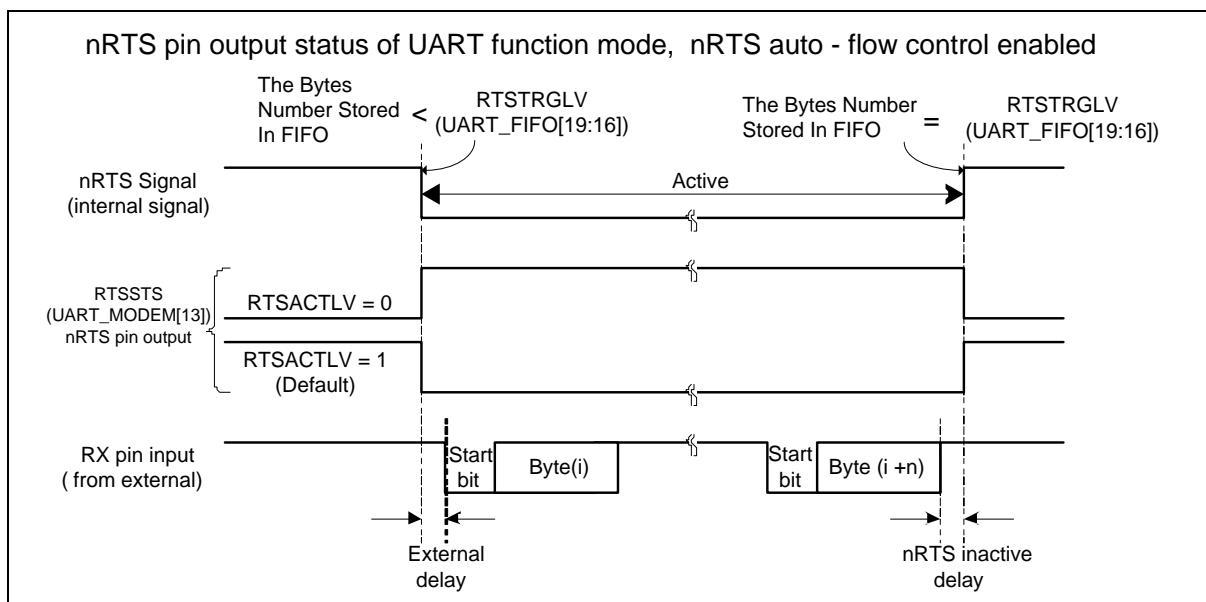 nRTS pin output status of UART function mode, nRTS auto - flow control enabled
The Bytes
Number Stored
In FIFO
<
RTSTRGLV
(UART_FIFO[19:16])
The Bytes Number
Stored In FIFO
=
RTSTRGLV
(UART_FIFO[19:16])
nRTS Signal
(internal signal)
Active
RTSSTS
(UART_MODEM[13])
nRTS pin output
RTSACTLV = 0
RTSACTLV = 1
(Default)
RX pin input
( from external)
Start
bit
Byte(i)
Start
bit
Byte (i +n)
External
delay
nRTS inactive
delay